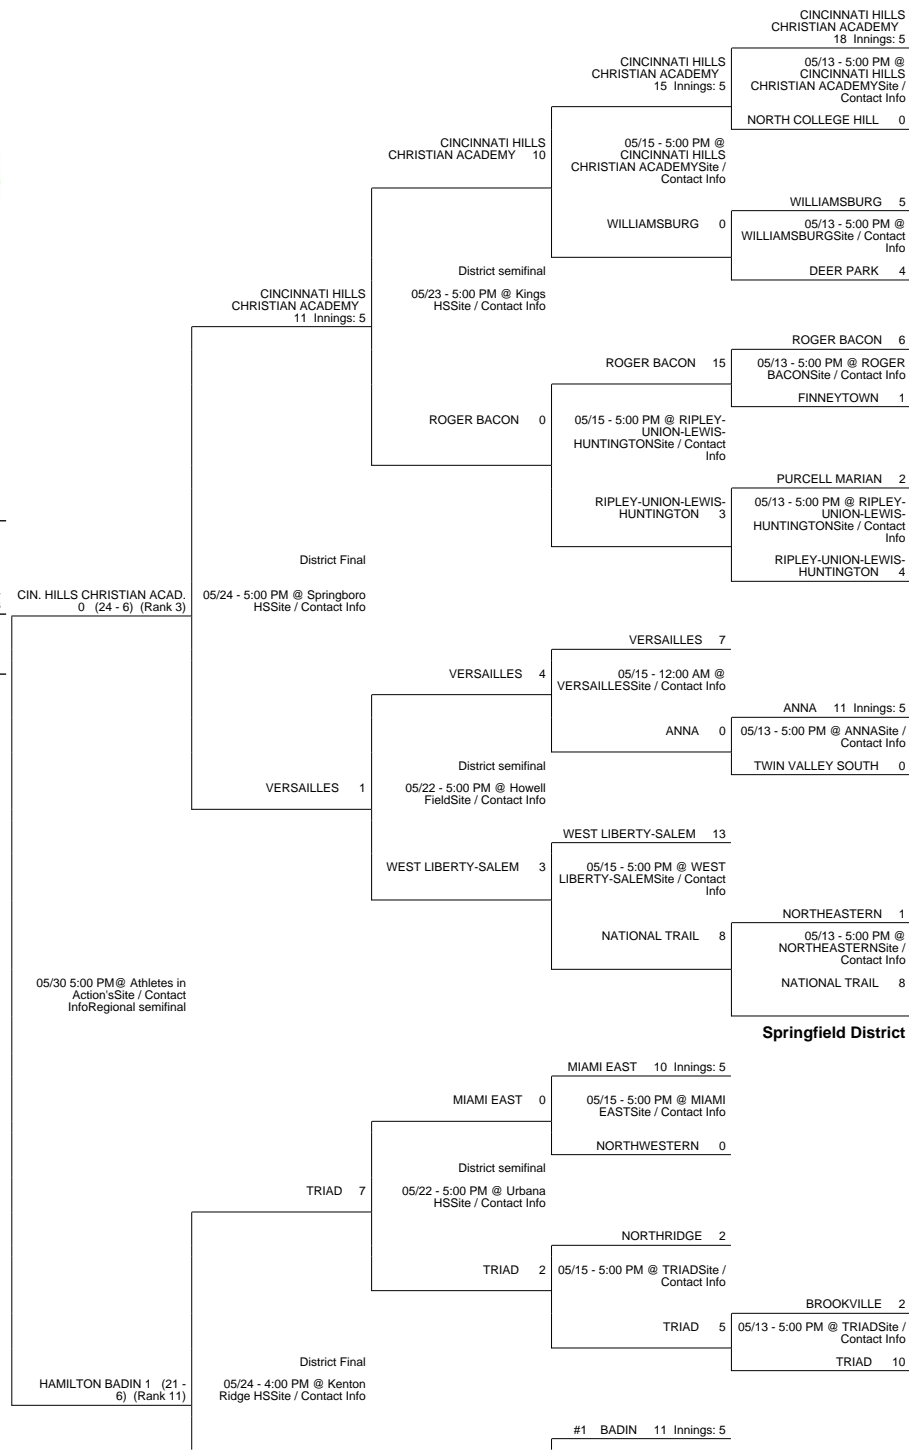 CINCINNATI HILLS
CHRISTIAN ACADEMY
18 Innings: 5
05/13 - 5:00 PM @
CINCINNATI HILLS
CHRISTIAN ACADEMYSite /
Contact Info
NORTH COLLEGE HILL 0
CINCINNATI HILLS
CHRISTIAN ACADEMY
15 Innings: 5
05/15 - 5:00 PM @
CINCINNATI HILLS
CHRISTIAN ACADEMYSite /
Contact Info
WILLIAMSBURG 0
WILLIAMSBURG 5
05/13 - 5:00 PM @
WILLIAMSBURGSite / Contact
Info
DEER PARK 4
CINCINNATI HILLS
CHRISTIAN ACADEMY 10
District semifinal
05/23 - 5:00 PM @ Kings
HSSite / Contact Info
ROGER BACON 0
ROGER BACON 6
05/13 - 5:00 PM @ ROGER
BACONSite / Contact Info
FINNEYTOWN 1
ROGER BACON 15
05/15 - 5:00 PM @ RIPLEY-
UNION-LEWIS-
HUNTINGTONSite / Contact
Info
RIPLEY-UNION-LEWIS-
HUNTINGTON 3
PURCELL MARIAN 2
05/13 - 5:00 PM @ RIPLEY-
UNION-LEWIS-
HUNTINGTONSite / Contact
Info
RIPLEY-UNION-LEWIS-
HUNTINGTON 4
CINCINNATI HILLS
CHRISTIAN ACADEMY
11 Innings: 5
District Final
05/24 - 5:00 PM @ Springboro
HSSite / Contact Info
CIN. HILLS CHRISTIAN ACAD.
0 (24 - 6) (Rank 3)
VERSAILLES 7
05/15 - 12:00 AM @
VERSAILLESSite / Contact Info
ANNA 0
ANNA 11 Innings: 5
05/13 - 5:00 PM @ ANNASite /
Contact Info
TWIN VALLEY SOUTH 0
VERSAILLES 4
District semifinal
05/22 - 5:00 PM @ Howell
FieldSite / Contact Info
VERSAILLES 1
WEST LIBERTY-SALEM 3
WEST LIBERTY-SALEM 13
05/15 - 5:00 PM @ WEST
LIBERTY-SALEMSite / Contact
Info
NATIONAL TRAIL 8
NORTHEASTERN 1
05/13 - 5:00 PM @
NORTHEASTERNSite /
Contact Info
NATIONAL TRAIL 8
05/30 5:00 PM@ Athletes in
Action'sSite / Contact
InfoRegional semifinal
Springfield District
MIAMI EAST 10 Innings: 5
05/15 - 5:00 PM @ MIAMI
EASTSite / Contact Info
NORTHWESTERN 0
MIAMI EAST 0
District semifinal
05/22 - 5:00 PM @ Urbana
HSSite / Contact Info
TRIAD 7
TRIAD 2
NORTHRIDGE 2
05/15 - 5:00 PM @ TRIADSite /
Contact Info
TRIAD 5
BROOKVILLE 2
05/13 - 5:00 PM @ TRIADSite /
Contact Info
TRIAD 10
District Final
05/24 - 4:00 PM @ Kenton
Ridge HSSite / Contact Info
HAMILTON BADIN 1 (21 -
6) (Rank 11)
#1 BADIN 11 Innings: 5